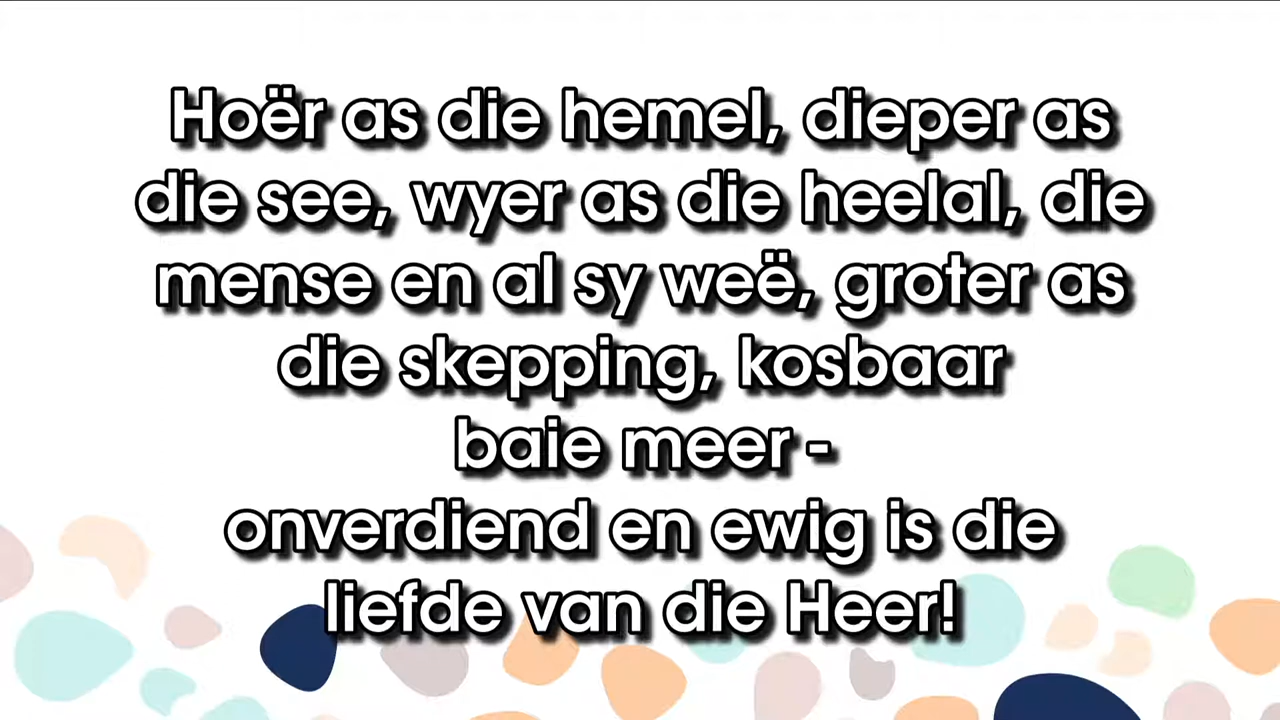 Hoër as die hemel, dieper as
die see, wyer as die heelal, die
mense en al sy weë, groter as
die skepping, kosbaar
baie meer -
onverdiend en ewig is die
liefde van die Heer!